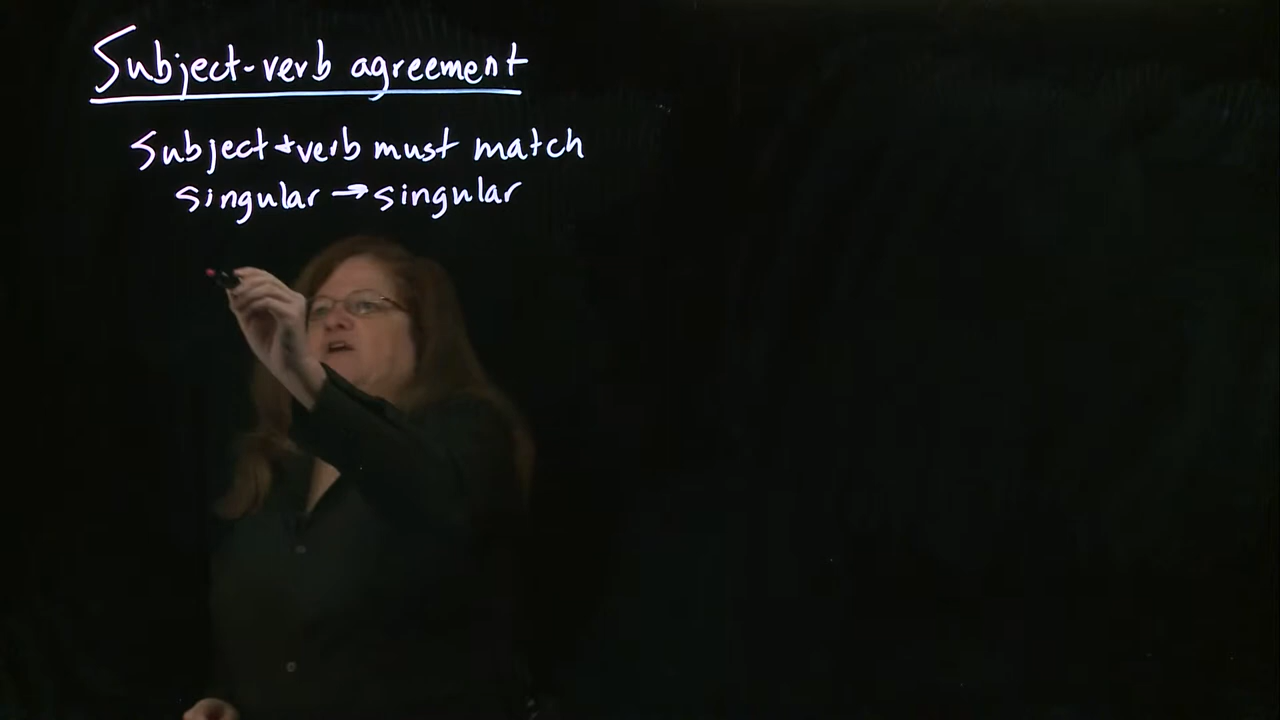 Subject-verb agreement
Subject + verb must match
singular → singular